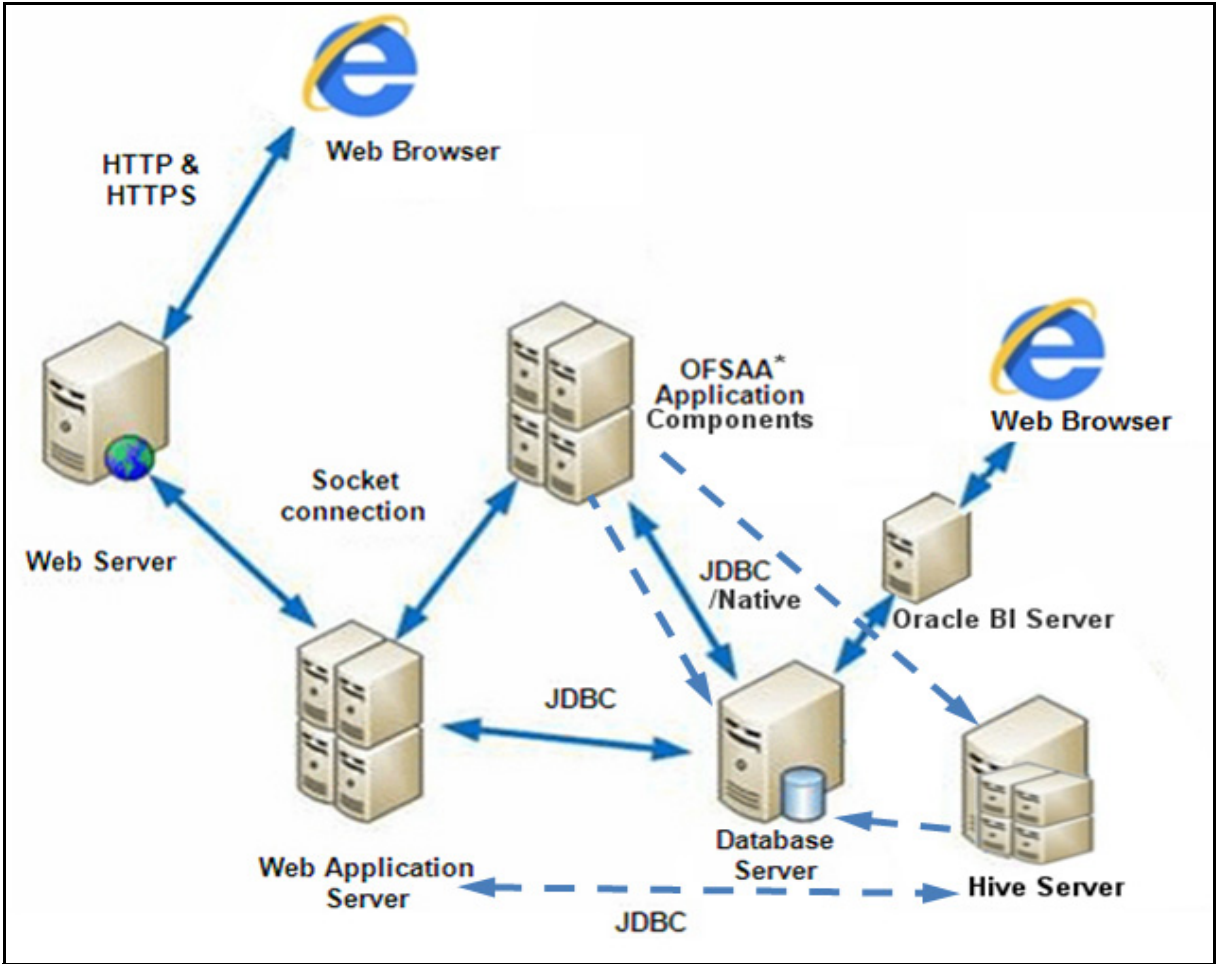 Web Browser
HTTP &
HTTPS
OFSAA*
Application
Components
Web Browser
Socket
connection
Web Server
JDBC
/Native
Oracle BI Server
JDBC
Database
Server
Web Application
Server
Hive Server
JDBC